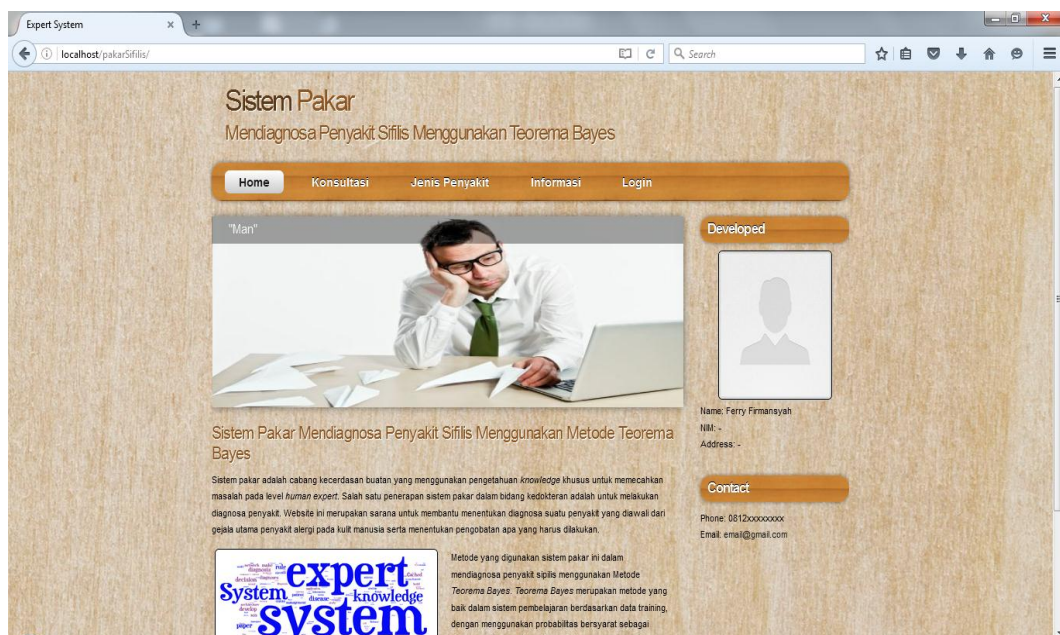 Expert System
localhost/pakarSifilis/
Search
Sistem Pakar
Mendiagnosa Penyakit Sifilis Menggunakan Teorema Bayes
Home Konsultasi Jenis Penyakit Informasi Login
"Man"
Sistem Pakar Mendiagnosa Penyakit Sifilis Menggunakan Metode Teorema
Bayes
Sistem pakar adalah cabang kecerdasan buatan yang menggunakan pengetahuan knowledge khusus untuk memecahkan
masalah pada level human expert. Salah satu penerapan sistem pakar dalam bidang kedokteran adalah untuk melakukan
diagnosa penyakit. Website ini merupakan sarana untuk membantu menentukan diagnosa suatu penyakit yang diawali dari
gejala utama penyakit alergi pada kulit manusia serta menentukan pengobatan apa yang harus dilakukan.
expert
System knowledge
system
Metode yang digunakan sistem pakar ini dalam
mendiagnosa penyakit sipilis menggunakan Metode
Teorema Bayes. Teorema Bayes merupakan metode yang
baik dalam sistem pembelajaran berdasarkan data training,
dengan menggunakan probabilitas bersyarat sebagai
Developed
Name: Ferry Firmansyah
NIM: -
Address: -
Contact
Phone: 0812xxxxxxxx
Email: email@gmail.com